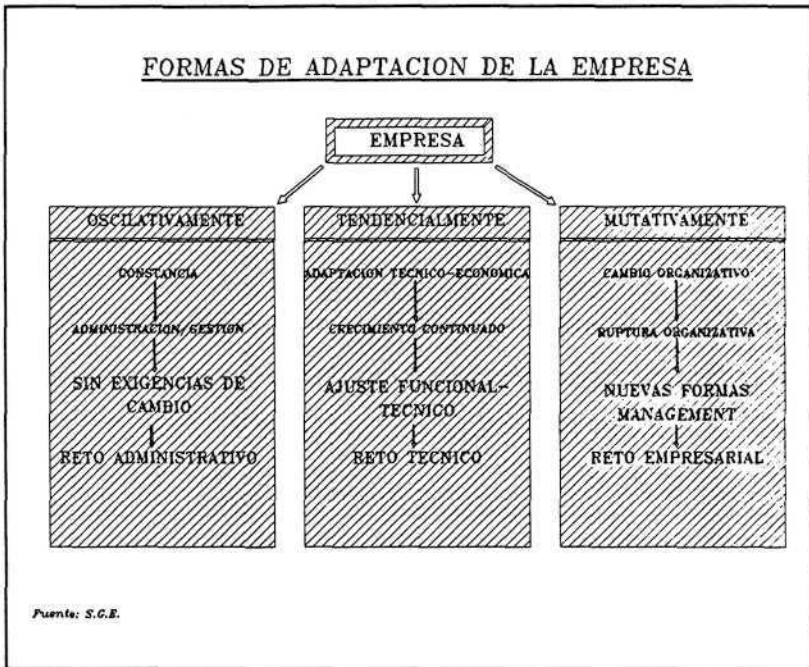 FORMAS DE ADAPTACION DE LA EMPRESA
EMPRESA
OSCILATIVAMENTE
CONSTANCIA
ADMINISTRACION, GESTION
SIN EXIGENCIAS DE
CAMBIO
RETO ADMINISTRATIVO
TENDENCIALMENTE
ADAPTACION TECNICO-ECONOMICA
CRECIMIENTO CONTINUADO
AJUSTE FUNCIONAL-
TECNICO
RETO TECNICO
MUTATIVAMENTE
CAMBIO ORGANIZATIVO
RUPTURA ORGANIZATIVA
NUEVAS FORMAS
MANAGEMENT
RETO EMPRESARIAL
Fuente: S.G.E.